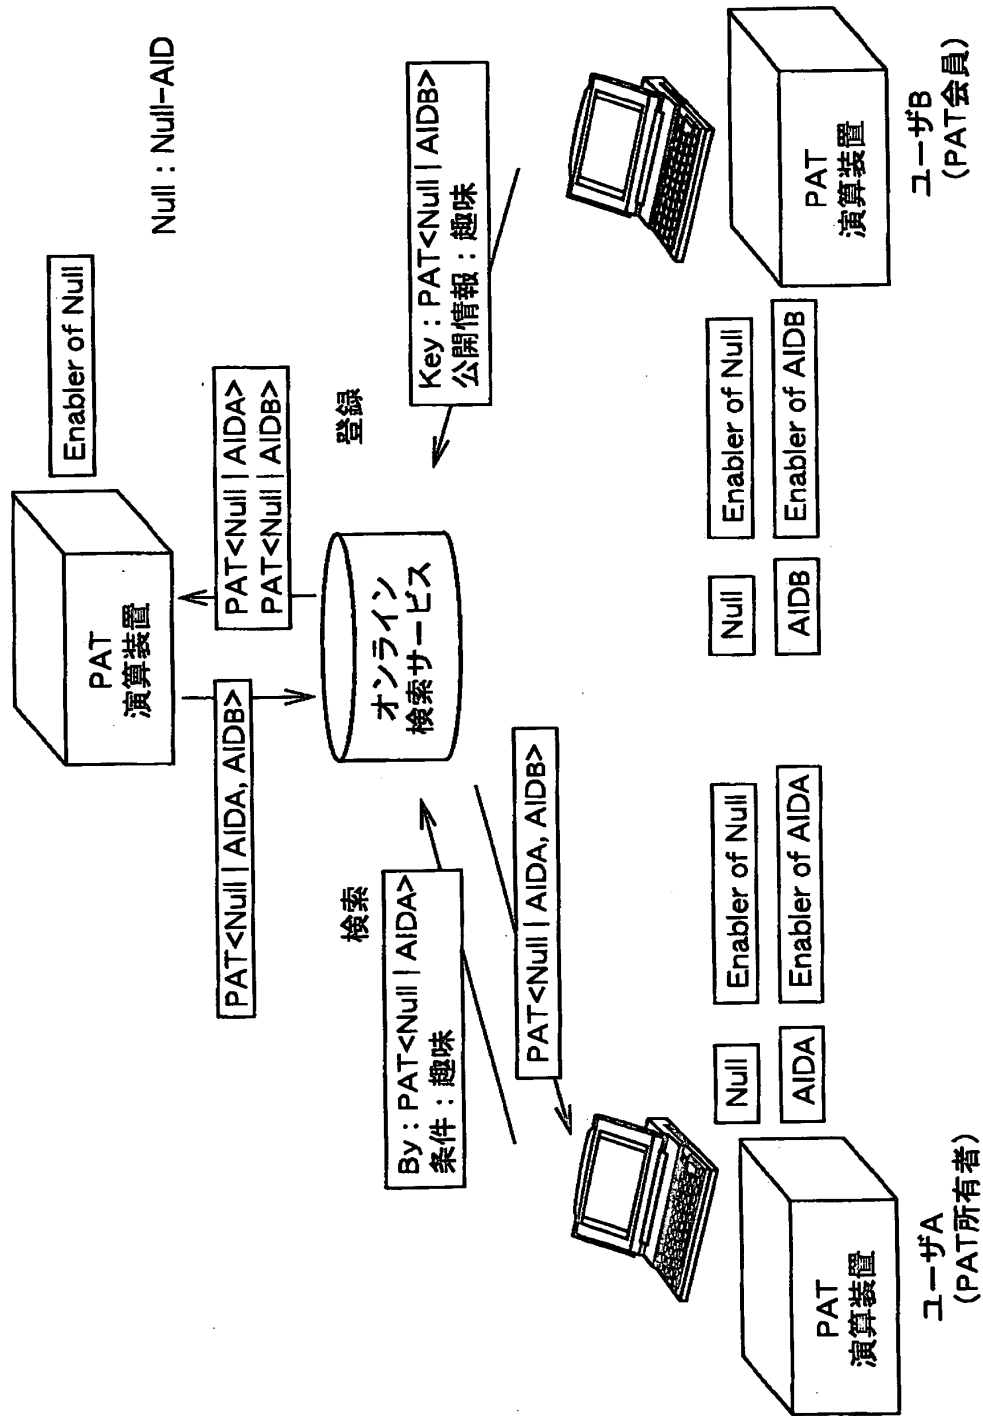 Null : Null-AID
Enabler of Null
PAT
演算装置
PAT<Null | AIDA, AIDB>
PAT<Null | AIDA>
PAT<Null | AIDB>
オンライン
検索サービス
検索
登録
By : PAT<Null | AIDA>
条件 : 趣味
PAT<Null | AIDA, AIDB>
Key : PAT<Null | AIDB>
公開情報 : 趣味
Null
Enabler of Null
AIDA
Enabler of AIDA
PAT
演算装置
ユーザA
(PAT所有者)
Null
Enabler of Null
AIDB
Enabler of AIDB
PAT
演算装置
ユーザB
(PAT会員)